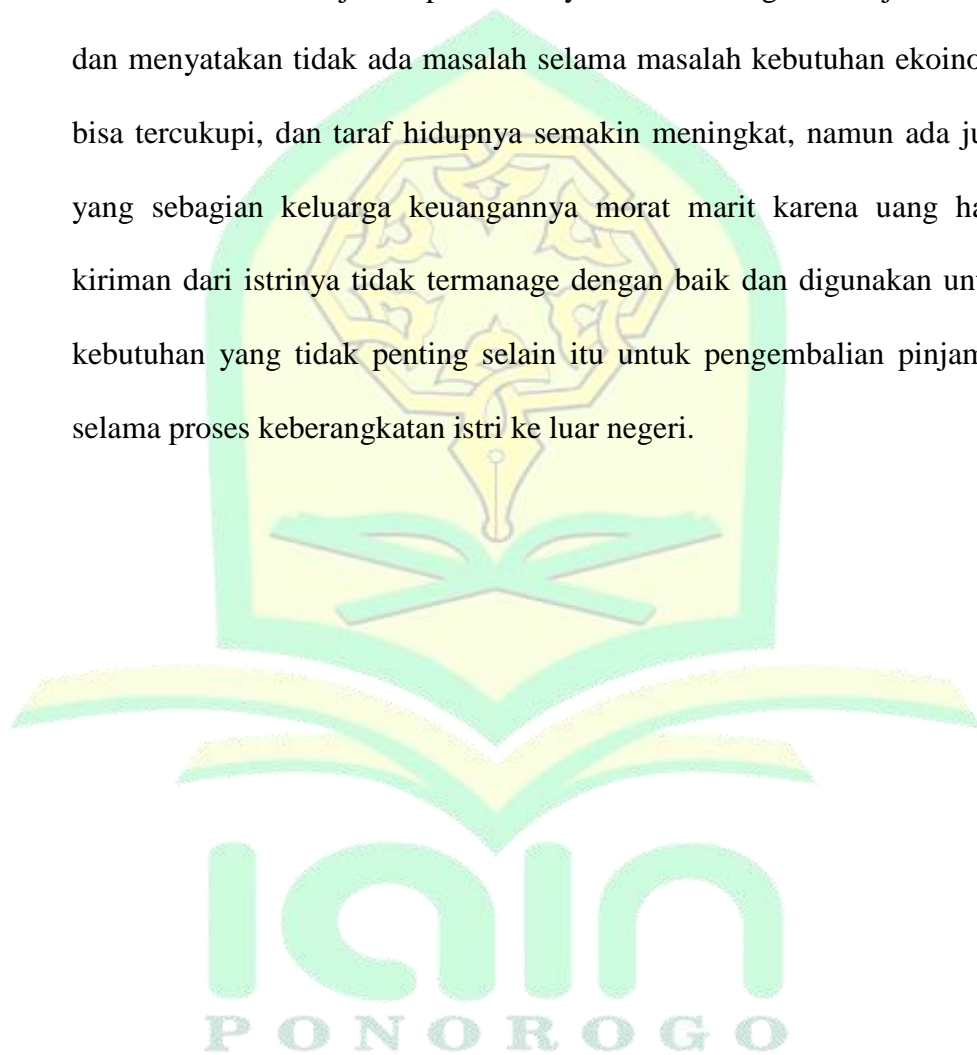 dan menyatakan tidak ada masalah selama masalah kebutuhan ekoino
bisa tercukupi, dan taraf hidupnya semakin meningkat, namun ada ju
yang sebagian keluarga keuangannya morat marit karena uang ha
kiriman dari istrinya tidak termanage dengan baik dan digunakan unt
kebutuhan yang tidak penting selain itu untuk pengembalian pinjam
selama proses keberangkatan istri ke luar negeri.
iain
PONOROGO